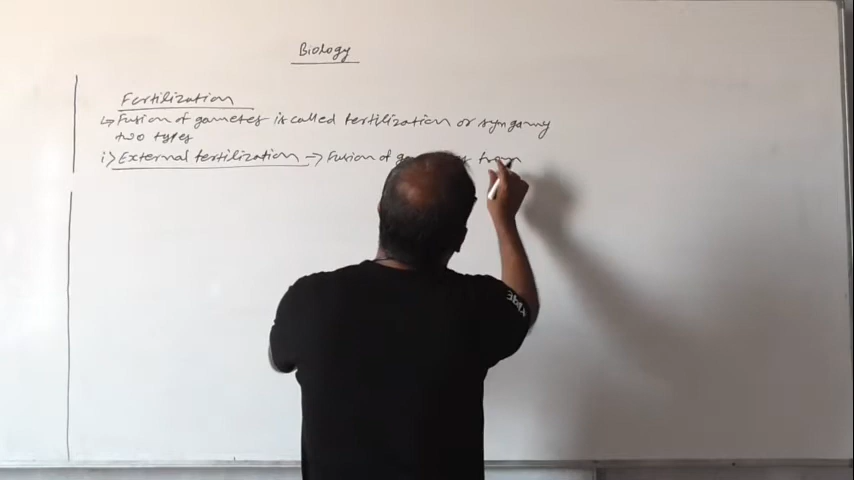 Biology
Fertilization
↳ Fusion of gametes is called fertilization or syngamy
two types
i) External fertilization → Fusion of